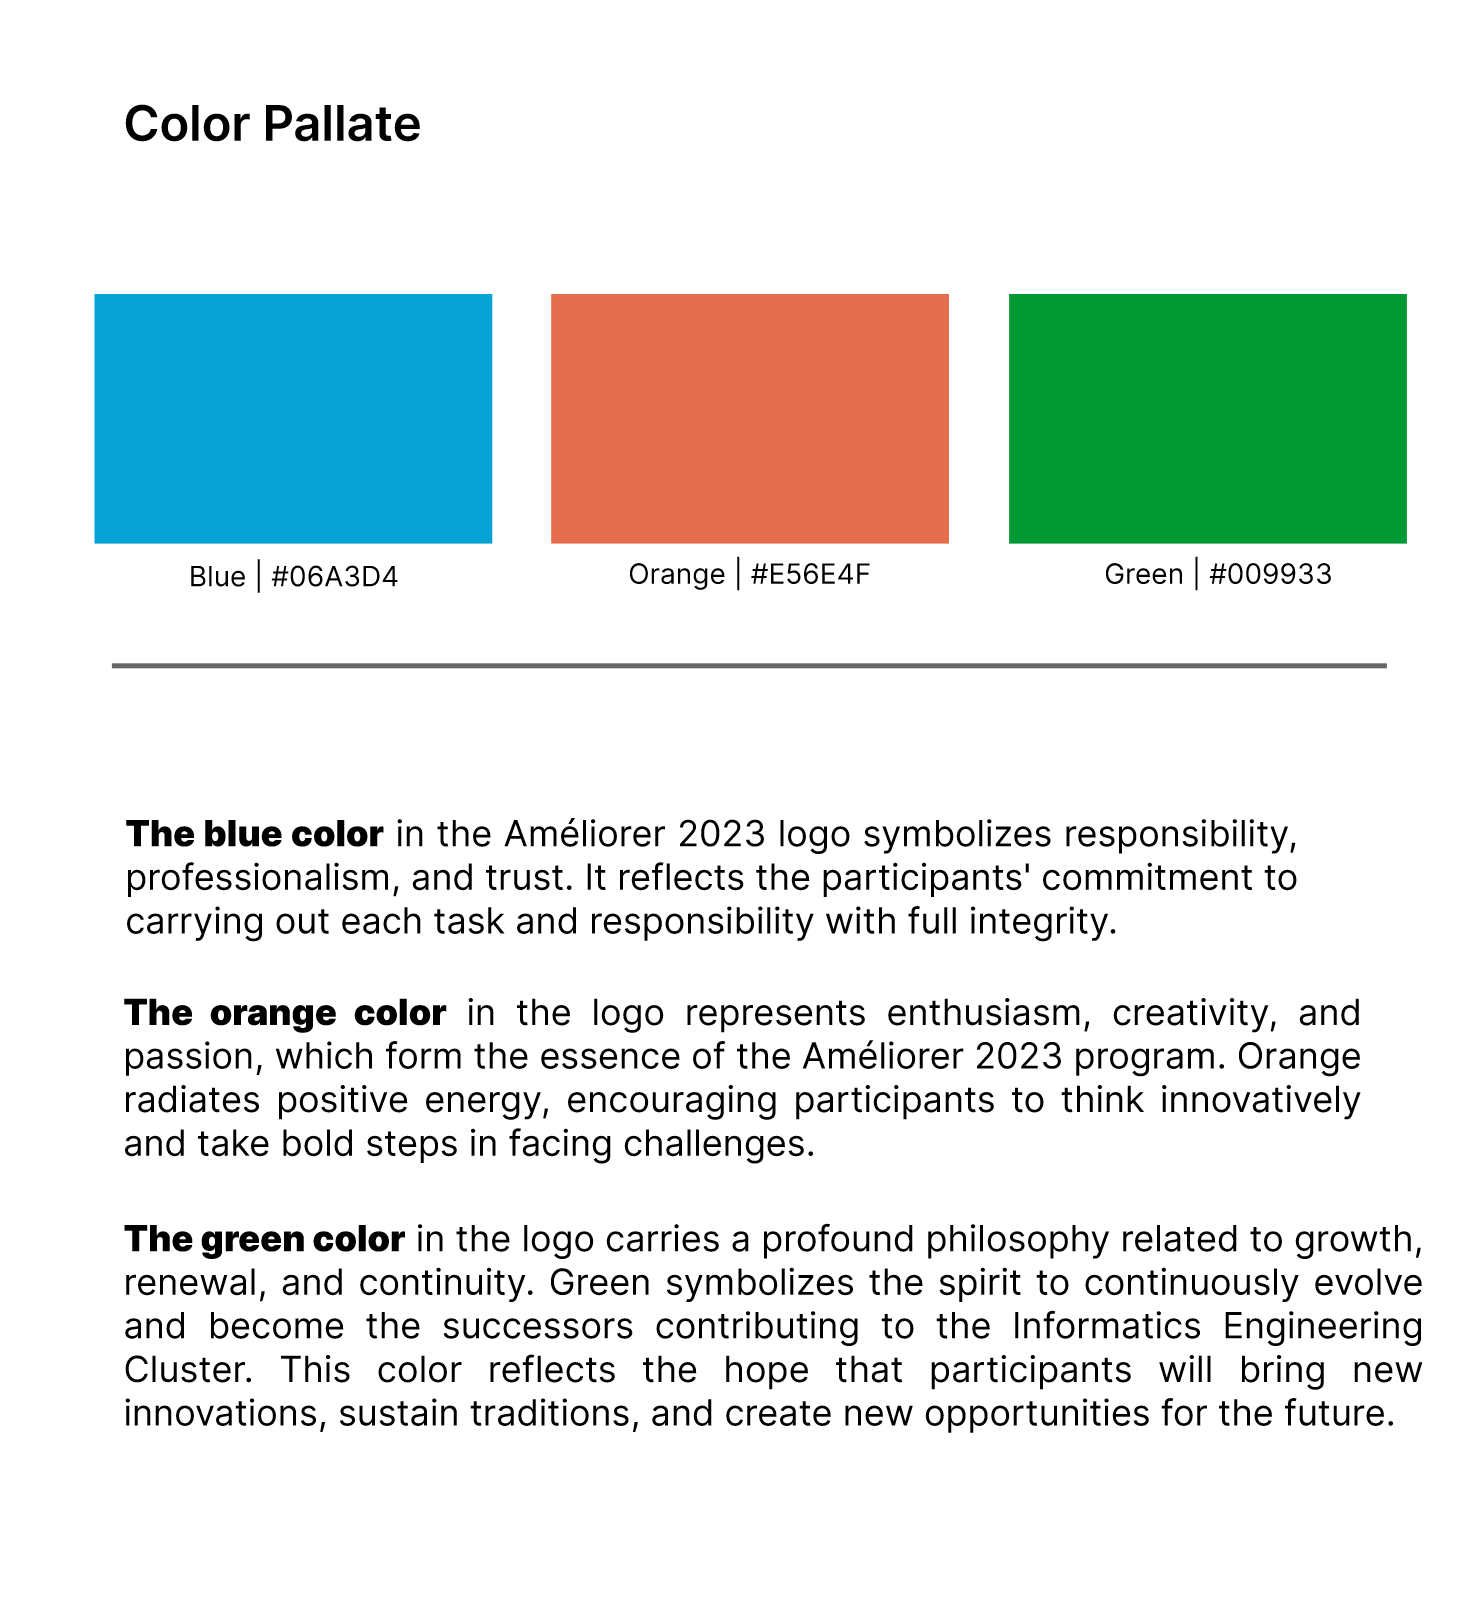 Color Pallate
Blue | #06A3D4
Orange | #E56E4F
Green | #009933
The blue color in the Améliorer 2023 logo symbolizes responsibility,
professionalism, and trust. It reflects the participants' commitment to
carrying out each task and responsibility with full integrity.
The orange color in the logo represents enthusiasm, creativity, and
passion, which form the essence of the Améliorer 2023 program. Orange
radiates positive energy, encouraging participants to think innovatively
and take bold steps in facing challenges.
The green color in the logo carries a profound philosophy related to growth,
renewal, and continuity. Green symbolizes the spirit to continuously evolve
and become the successors contributing to the Informatics Engineering
Cluster. This color reflects the hope that participants will bring new
innovations, sustain traditions, and create new opportunities for the future.